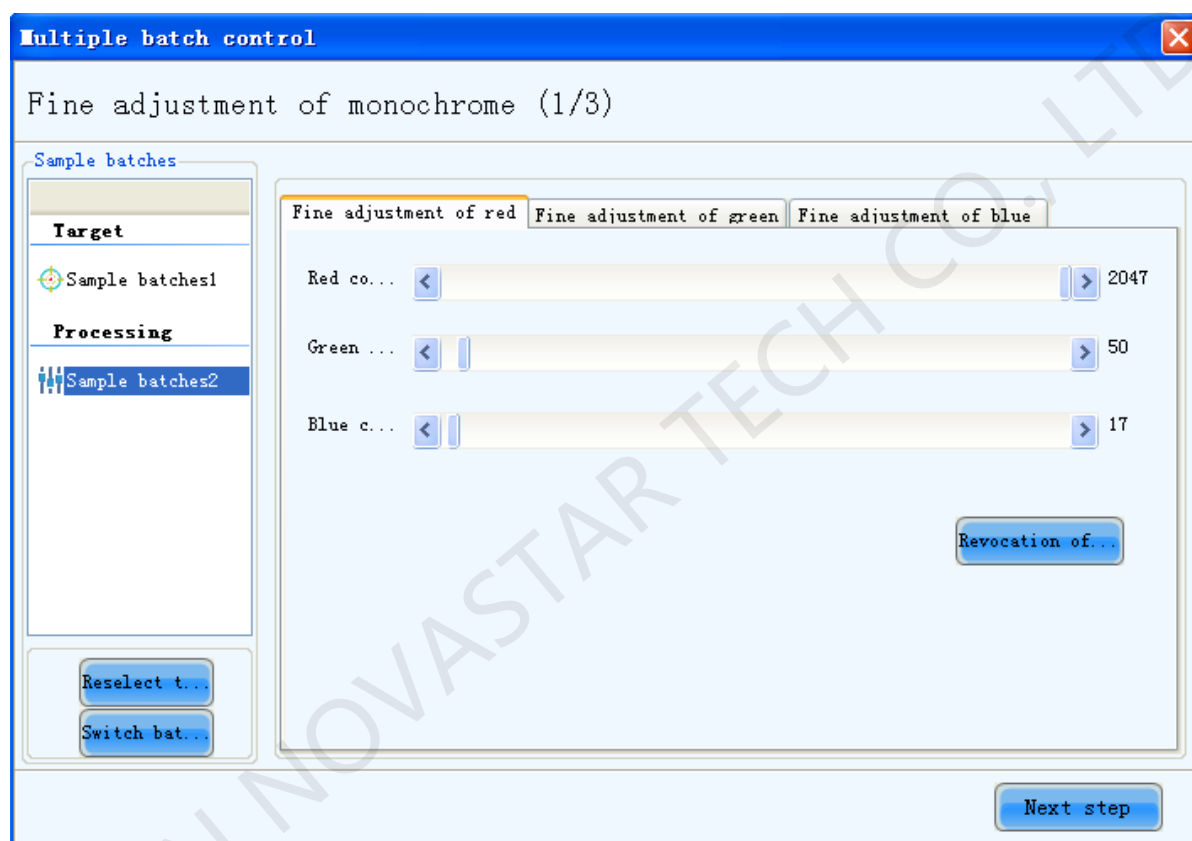 Multiple batch control
Fine adjustment of monochrome (1/3)
Sample batches
Target
Sample batches1
Processing
Sample batches2
Reselect t...
Switch bat...
Fine adjustment of red
Fine adjustment of green
Fine adjustment of blue
Red co...
2047
Green ...
50
Blue c...
17
Revocation of...
Next step
NOVASTAR TECH CO., LTD